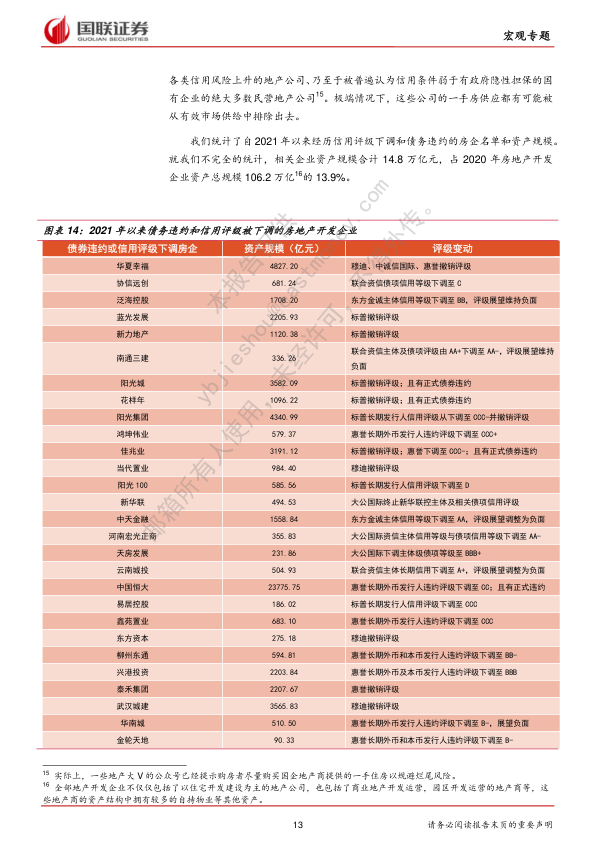 国联证券
GUOLIAN SECURITIES
宏观专题
各类信用风险上升的地产公司、乃至于被普遍认为信用条件弱于有政府隐性担保的国
有企业的绝大多数民营地产公司15。极端情况下，这些公司的一手房供应都有可能被
从有效市场供给中排除出去。
我们统计了自 2021 年以来经历信用评级下调和债务违约的房企名单和资产规模。
就我们不完全的统计，相关企业资产规模合计 14.8 万亿元，占 2020 年房地产开发
企业资产总规模 106.2 万亿16的 13.9%。
图表 14：2021 年以来债务违约和信用评级被下调的房地产开发企业
债券违约或信用评级下调房企 资产规模（亿元） 评级变动
华夏幸福 4827.20 穆迪、中诚信国际、惠誉撤销评级
协信远创 681.24 联合资信债项信用等级下调至 C
泛海控股 1708.20 东方金诚主体信用等级下调至 BB，评级展望维持负面
蓝光发展 2205.93 标普撤销评级
新力地产 1120.38 标普撤销评级
南通三建 336.26 联合资信主体及债项评级由 AA+下调至 AA-，评级展望维持
负面
阳光城 3582.09 标普撤销评级；且有正式债券违约
花样年 1096.22 标普撤销评级；且有正式债券违约
阳光集团 4340.99 标普长期发行人信用评级从下调至 CCC-并撤销评级
鸿坤伟业 579.37 惠誉长期外币发行人违约评级下调至 CCC+
佳兆业 3191.12 标普撤销评级；惠誉下调至 CCC-；且有正式债券违约
当代置业 984.40 穆迪撤销评级
阳光 100 585.56 标普长期发行人信用评级下调至 D
新华联 494.53 大公国际终止新华联控主体及相关债项信用评级
中天金融 1558.84 东方金诚主体信用等级下调至 AA，评级展望调整为负面
河南宏光正商 355.83 大公国际资信主体信用等级与债项信用等级下调至 AA-
天房发展 231.86 大公国际下调主体级债项等级至 BBB+
云南城投 504.93 联合资信主体长期信用下调至 A+，评级展望调整为负面
中国恒大 23775.75 惠誉长期外币发行人违约评级下调至 CC；且有正式违约
易居控股 186.02 标普发行人信用评级下调至 CCC
鑫苑置业 683.10 惠誉长期外币发行人违约评级下调至 CCC
东方资本 275.18 穆迪撤销评级
柳州东通 594.81 惠誉长期外币和本币发行人违约评级下调至 BB-
兴港投资 2203.84 惠誉长期外币及本币发行人违约评级下调至 BBB
泰禾集团 2207.67 惠誉撤销评级
武汉城建 3565.83 穆迪撤销评级
华南城 510.50 惠誉长期外币发行人违约评级下调至 B-，展望负面
金轮天地 90.33 惠誉长期外币和本币发行人违约评级下调至 B-
15 实际上，一些地产大 V 的公众号已经提示购房者尽量购买国企地产商提供的一手住房以规避烂尾风险。
16 全部地产开发企业不仅仅包括了以住宅开发建设为主的地产公司，也包括了商业地产开发运营，园区开发运营的地产商等，这
些地产商的资产结构中拥有较多的自持物业等其他资产。
13
请务必阅读报告末页的重要声明